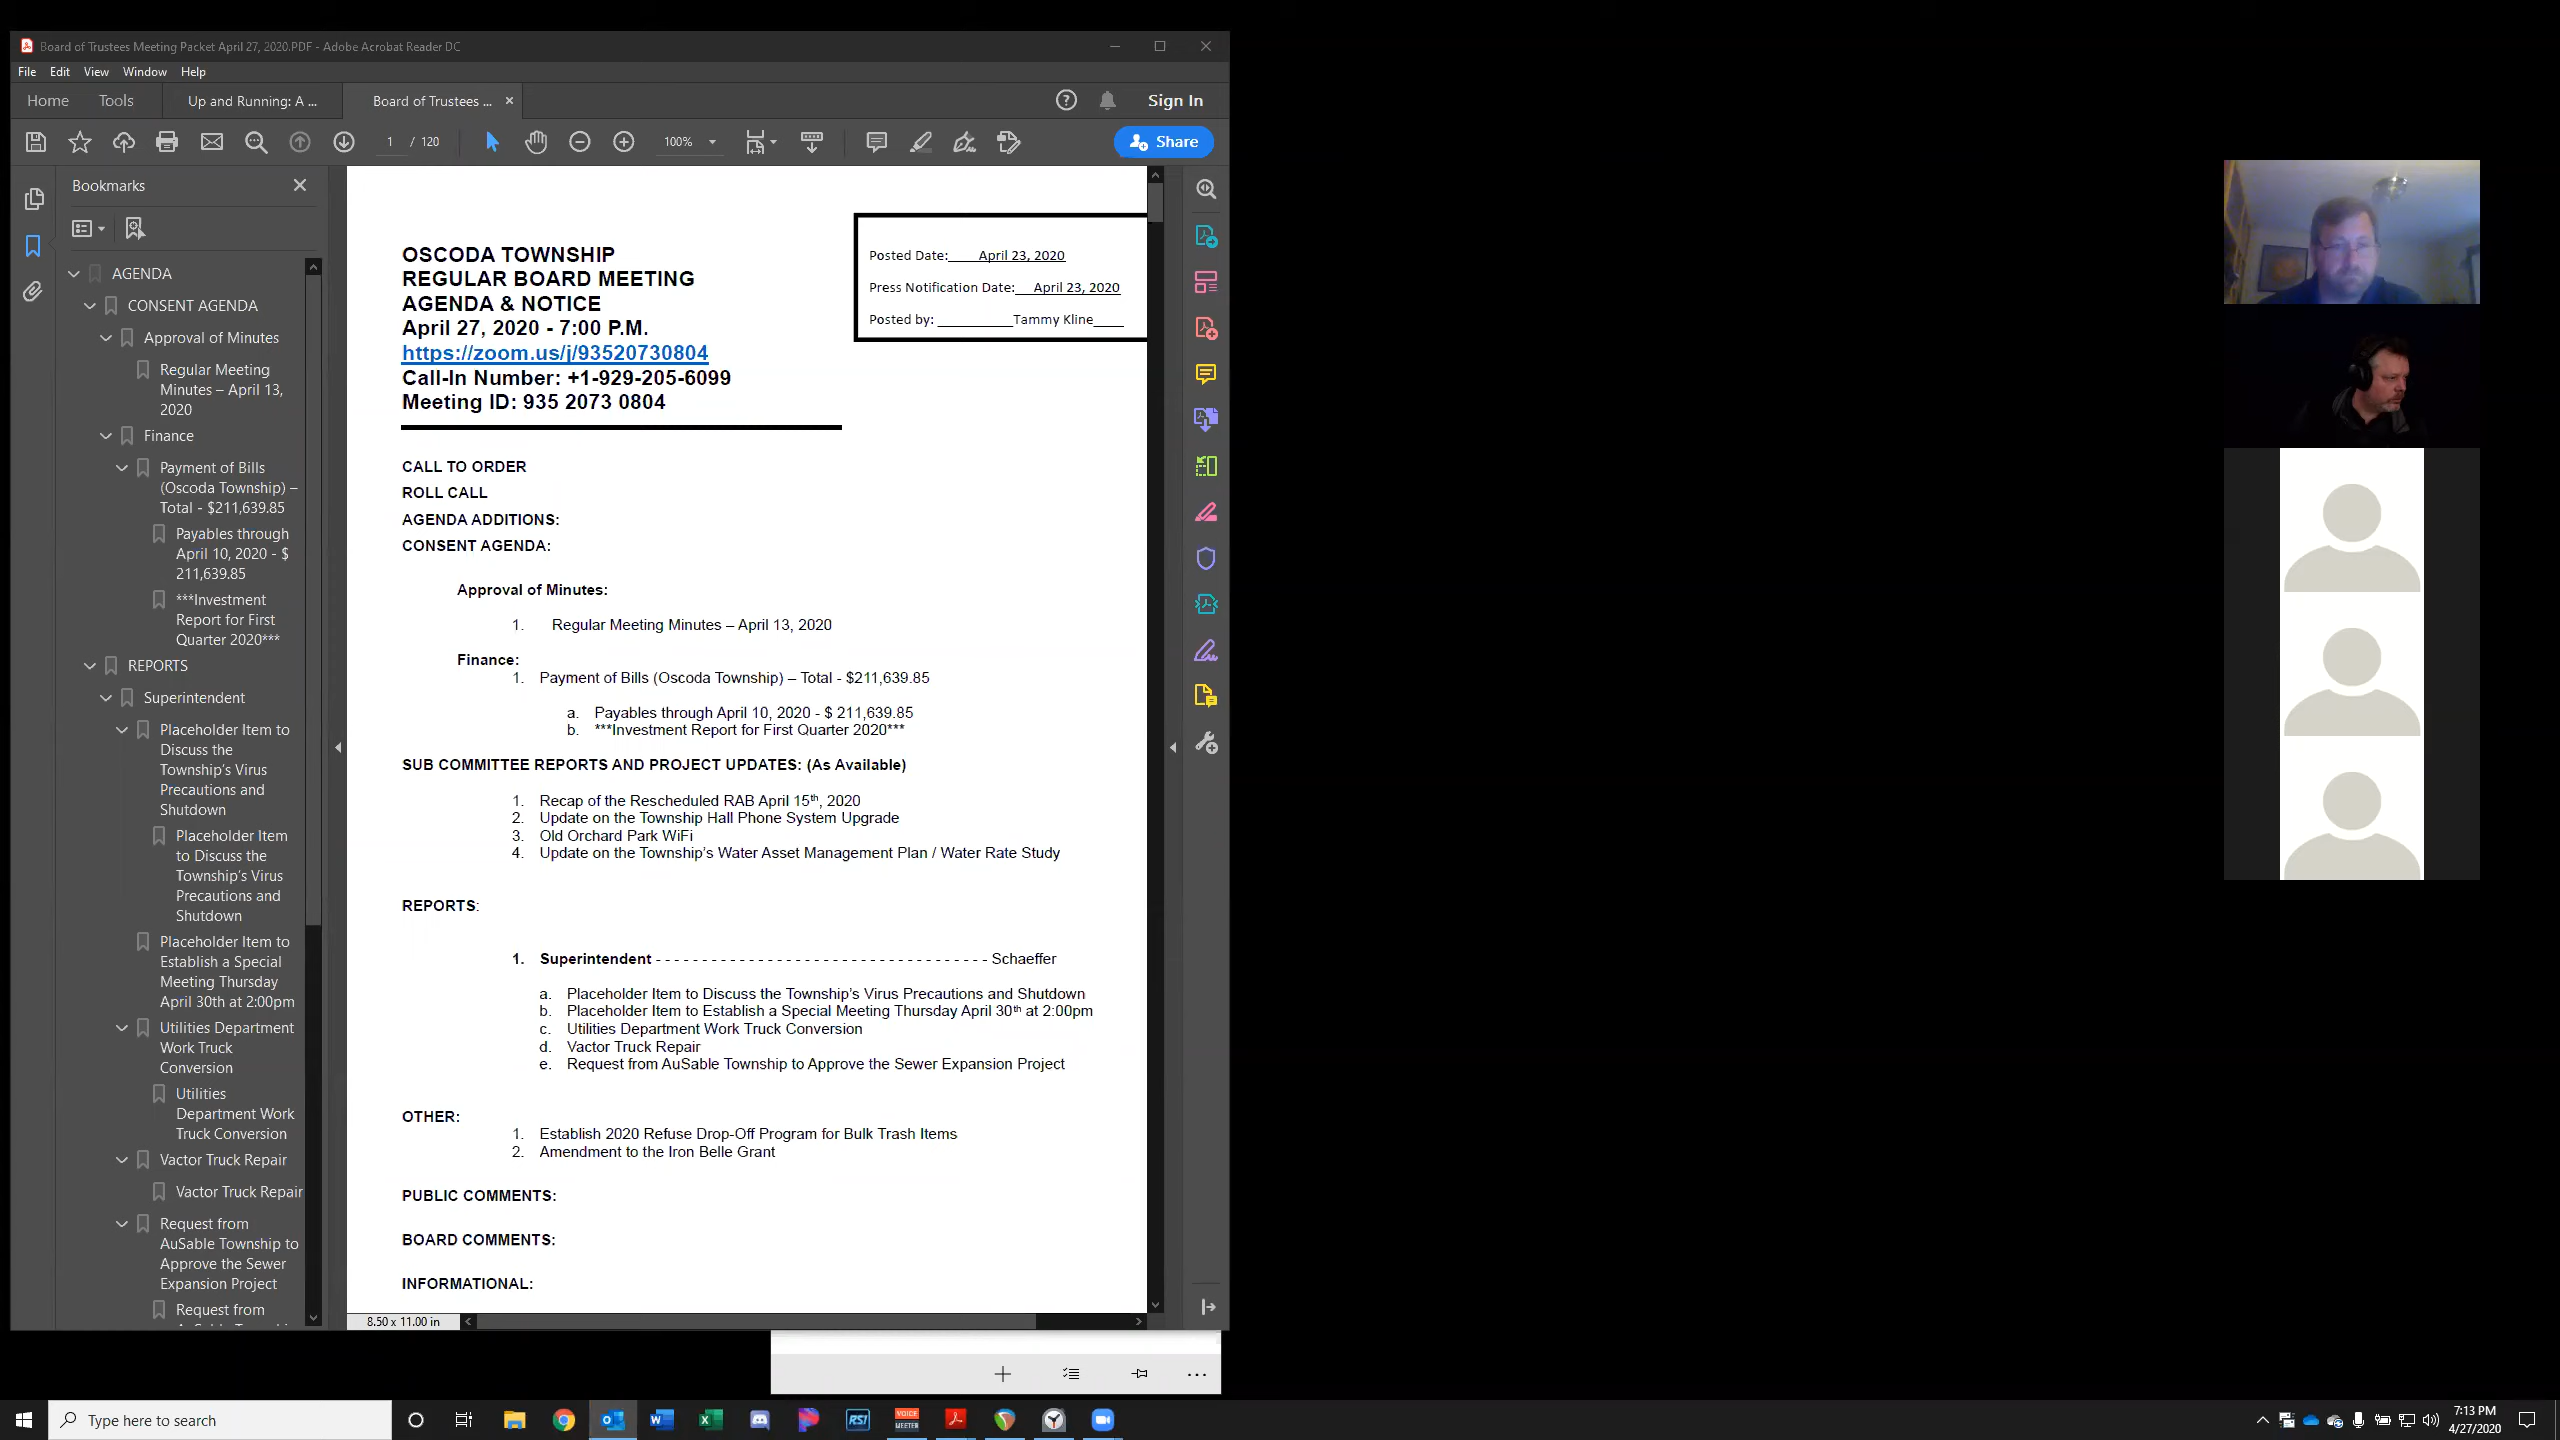 Board of Trustees Meeting Packet April 27, 2020.PDF - Adobe Acrobat Reader DC
File Edit View Window Help
Home Tools Up and Running: A ... Board of Trustees ... Sign In
1 / 120 100% Share
Bookmarks
AGENDA
CONSENT AGENDA
Approval of Minutes
Regular Meeting
Minutes – April 13,
2020
Finance
Payment of Bills
(Oscoda Township) –
Total - $211,639.85
Payables through
April 10, 2020 - $
211,639.85
***Investment
Report for First
Quarter 2020***
REPORTS
Superintendent
Placeholder Item to
Discuss the
Township's Virus
Precautions and
Shutdown
Placeholder Item
to Discuss the
Township's Virus
Precautions and
Shutdown
Placeholder Item to
Establish a Special
Meeting Thursday
April 30th at 2:00pm
Utilities Department
Work Truck
Conversion
Utilities
Department Work
Truck Conversion
Vactor Truck Repair
Vactor Truck Repair
Request from
AuSable Township to
Approve the Sewer
Expansion Project
Request from
OSCODA TOWNSHIP
REGULAR BOARD MEETING
AGENDA & NOTICE
April 27, 2020 - 7:00 P.M.
https://zoom.us/j/93520730804
Call-In Number: +1-929-205-6099
Meeting ID: 935 2073 0804
Posted Date: April 23, 2020
Press Notification Date: April 23, 2020
Posted by: Tammy Kline
CALL TO ORDER
ROLL CALL
AGENDA ADDITIONS:
CONSENT AGENDA:
Approval of Minutes:
1. Regular Meeting Minutes – April 13, 2020
Finance:
1. Payment of Bills (Oscoda Township) – Total - $211,639.85
a. Payables through April 10, 2020 - $ 211,639.85
b. ***Investment Report for First Quarter 2020***
SUB COMMITTEE REPORTS AND PROJECT UPDATES: (As Available)
1. Recap of the Rescheduled RAB April 15th, 2020
2. Update on the Township Hall Phone System Upgrade
3. Old Orchard Park WiFi
4. Update on the Township's Water Asset Management Plan / Water Rate Study
REPORTS:
1. Superintendent - - - - - - - - - - - - - - - - - - - - - - - - - - - - - - - - - - - - Schaeffer
a. Placeholder Item to Discuss the Township's Virus Precautions and Shutdown
b. Placeholder Item to Establish a Special Meeting Thursday April 30th at 2:00pm
c. Utilities Department Work Truck Conversion
d. Vactor Truck Repair
e. Request from AuSable Township to Approve the Sewer Expansion Project
OTHER:
1. Establish 2020 Refuse Drop-Off Program for Bulk Trash Items
2. Amendment to the Iron Belle Grant
PUBLIC COMMENTS:
BOARD COMMENTS:
INFORMATIONAL:
8.50 x 11.00 in
Type here to search
RSI
VOICE
MEETER
7:13 PM
4/27/2020